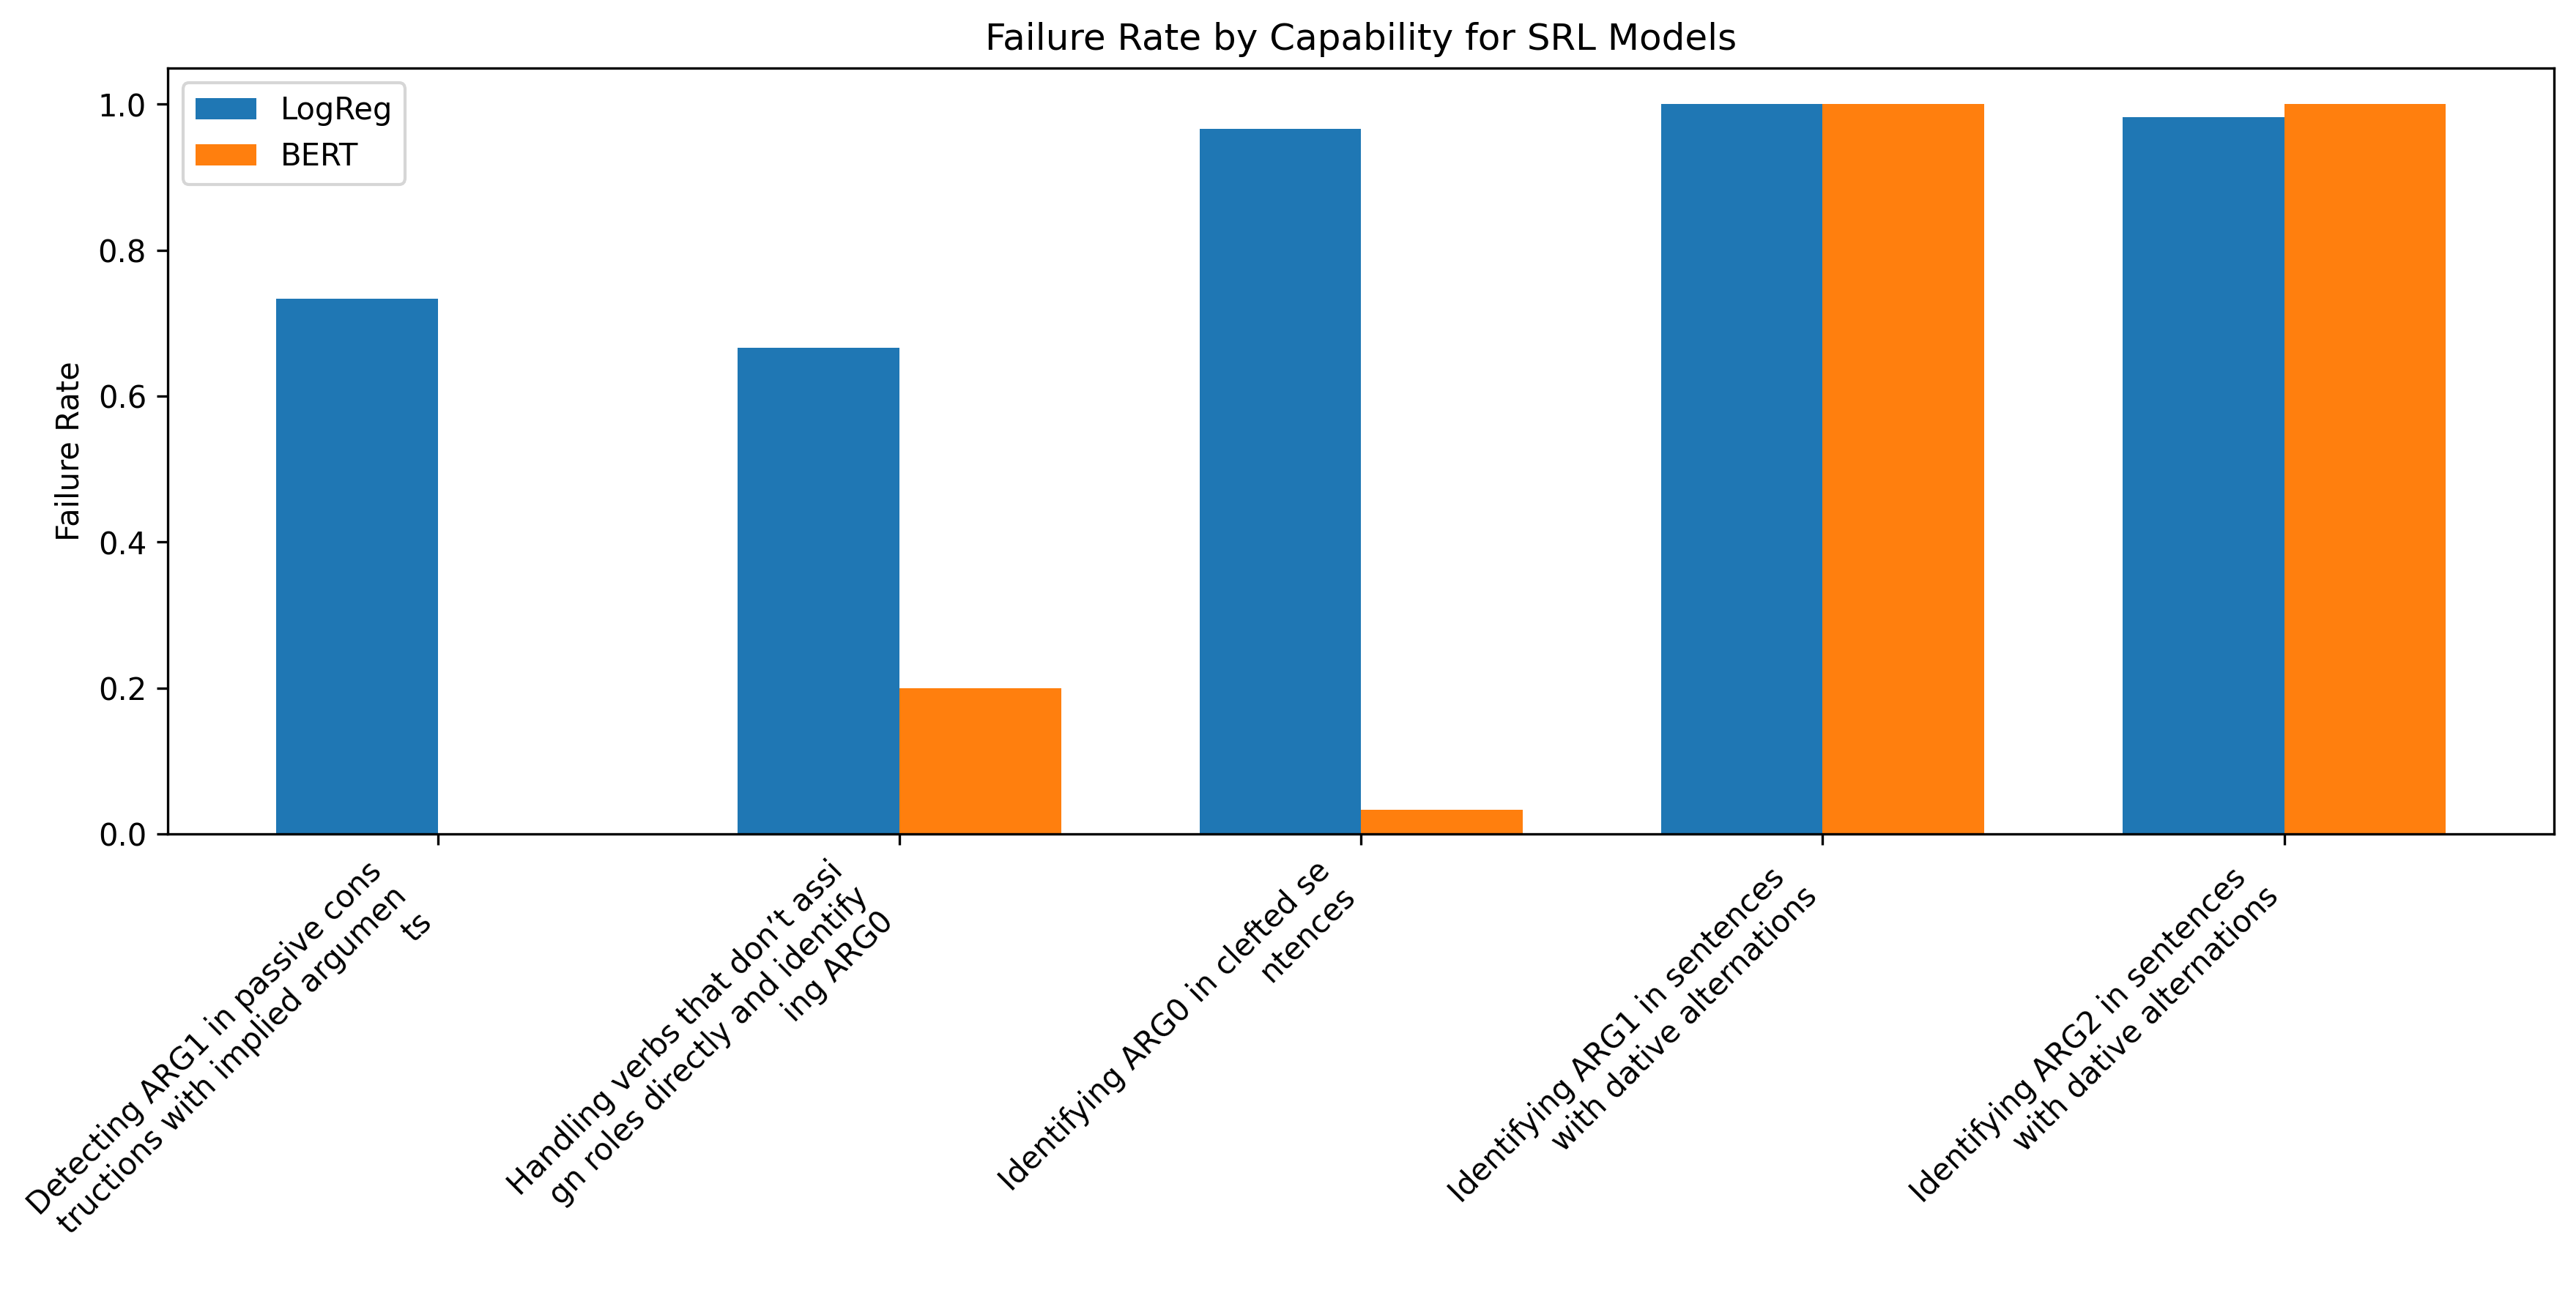 Failure Rate by Capability for SRL Models
LogReg
BERT
Failure Rate
1.0
0.8
0.6
0.4
0.2
0.0
Detecting ARG1 in passive cons
tructions with implied argumen
ts
Handling verbs that don’t assi
gn roles directly and identify
ing ARG0
Identifying ARG0 in clefted se
ntences
Identifying ARG1 in sentences
with dative alternations
Identifying ARG2 in sentences
with dative alternations